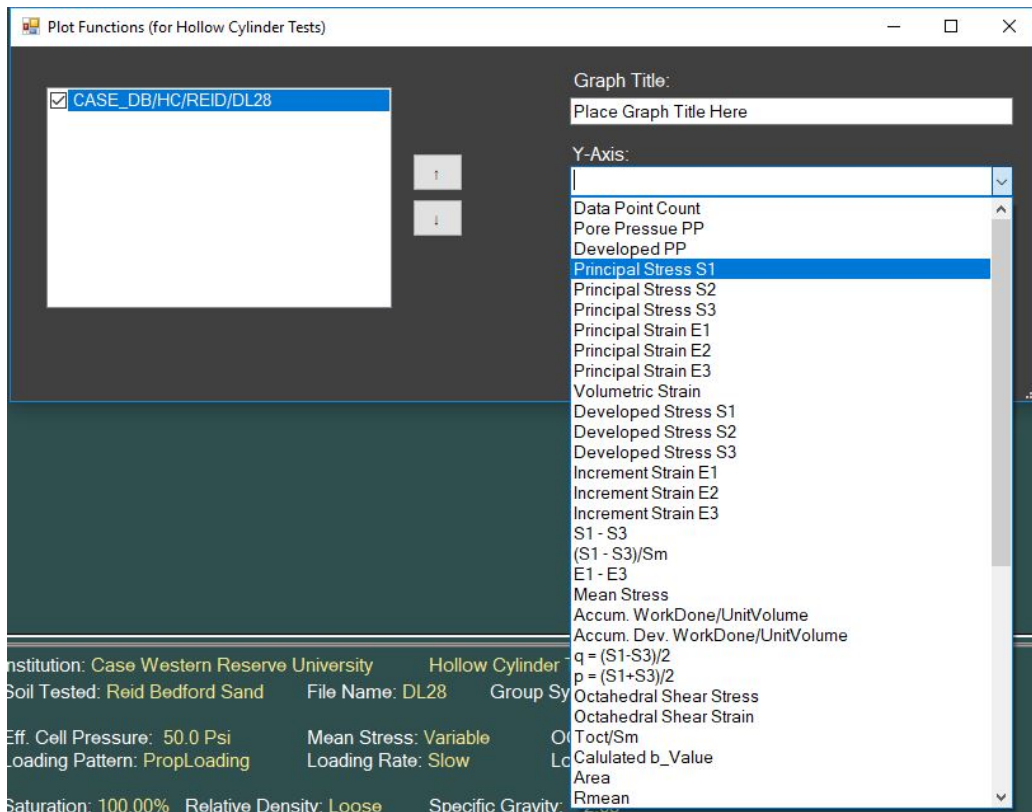 Plot Functions (for Hollow Cylinder Tests)
CASE_DB/HC/REID/DL28
↑
↓
Graph Title:
Place Graph Title Here
Y-Axis:
Data Point Count
Pore Pressue PP
Developed PP
Principal Stress S1
Principal Stress S2
Principal Stress S3
Principal Strain E1
Principal Strain E2
Principal Strain E3
Volumetric Strain
Developed Stress S1
Developed Stress S2
Developed Stress S3
Increment Strain E1
Increment Strain E2
Increment Strain E3
S1 - S3
(S1 - S3)/Sm
E1 - E3
Mean Stress
Accum. WorkDone/UnitVolume
Accum. Dev. WorkDone/UnitVolume
q = (S1-S3)/2
p = (S1+S3)/2
Octahedral Shear Stress
Octahedral Shear Strain
Toct/Sm
Calulated b_Value
Area
Rmean
nstitution: Case Western Reserve University Hollow Cylinder
Soil Tested: Reid Bedford Sand File Name: DL28 Group Sy
Eff. Cell Pressure: 50.0 Psi Mean Stress: Variable
Loading Pattern: PropLoading Loading Rate: Slow
Saturation: 100.00% Relative Density: Loose Specific Gravity: